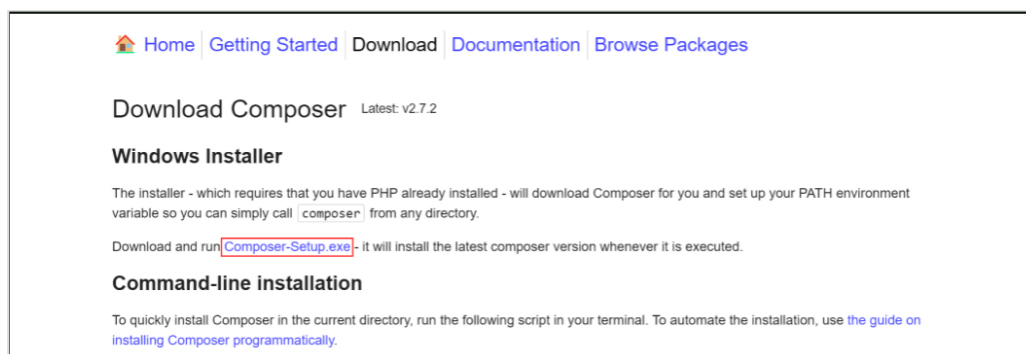 Home Getting Started Download Documentation Browse Packages
Download Composer Latest: v2.7.2
Windows Installer
The installer - which requires that you have PHP already installed - will download Composer for you and set up your PATH environment
variable so you can simply call composer from any directory.
Download and run Composer-Setup.exe - it will install the latest composer version whenever it is executed.
Command-line installation
To quickly install Composer in the current directory, run the following script in your terminal. To automate the installation, use the guide on
installing Composer programmatically.